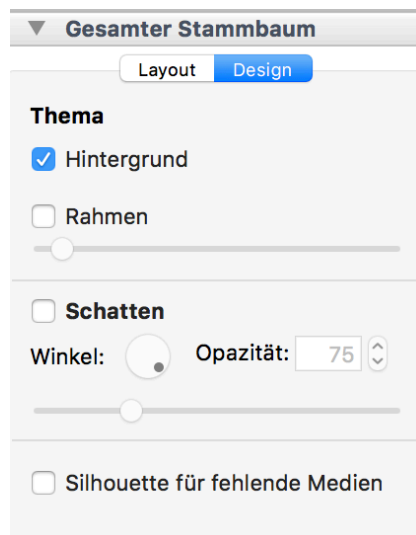 Gesamter Stammbaum
Layout Design
Thema
Hintergrund
Rahmen
Schatten
Winkel: Opazität: 75
Silhouette für fehlende Medien